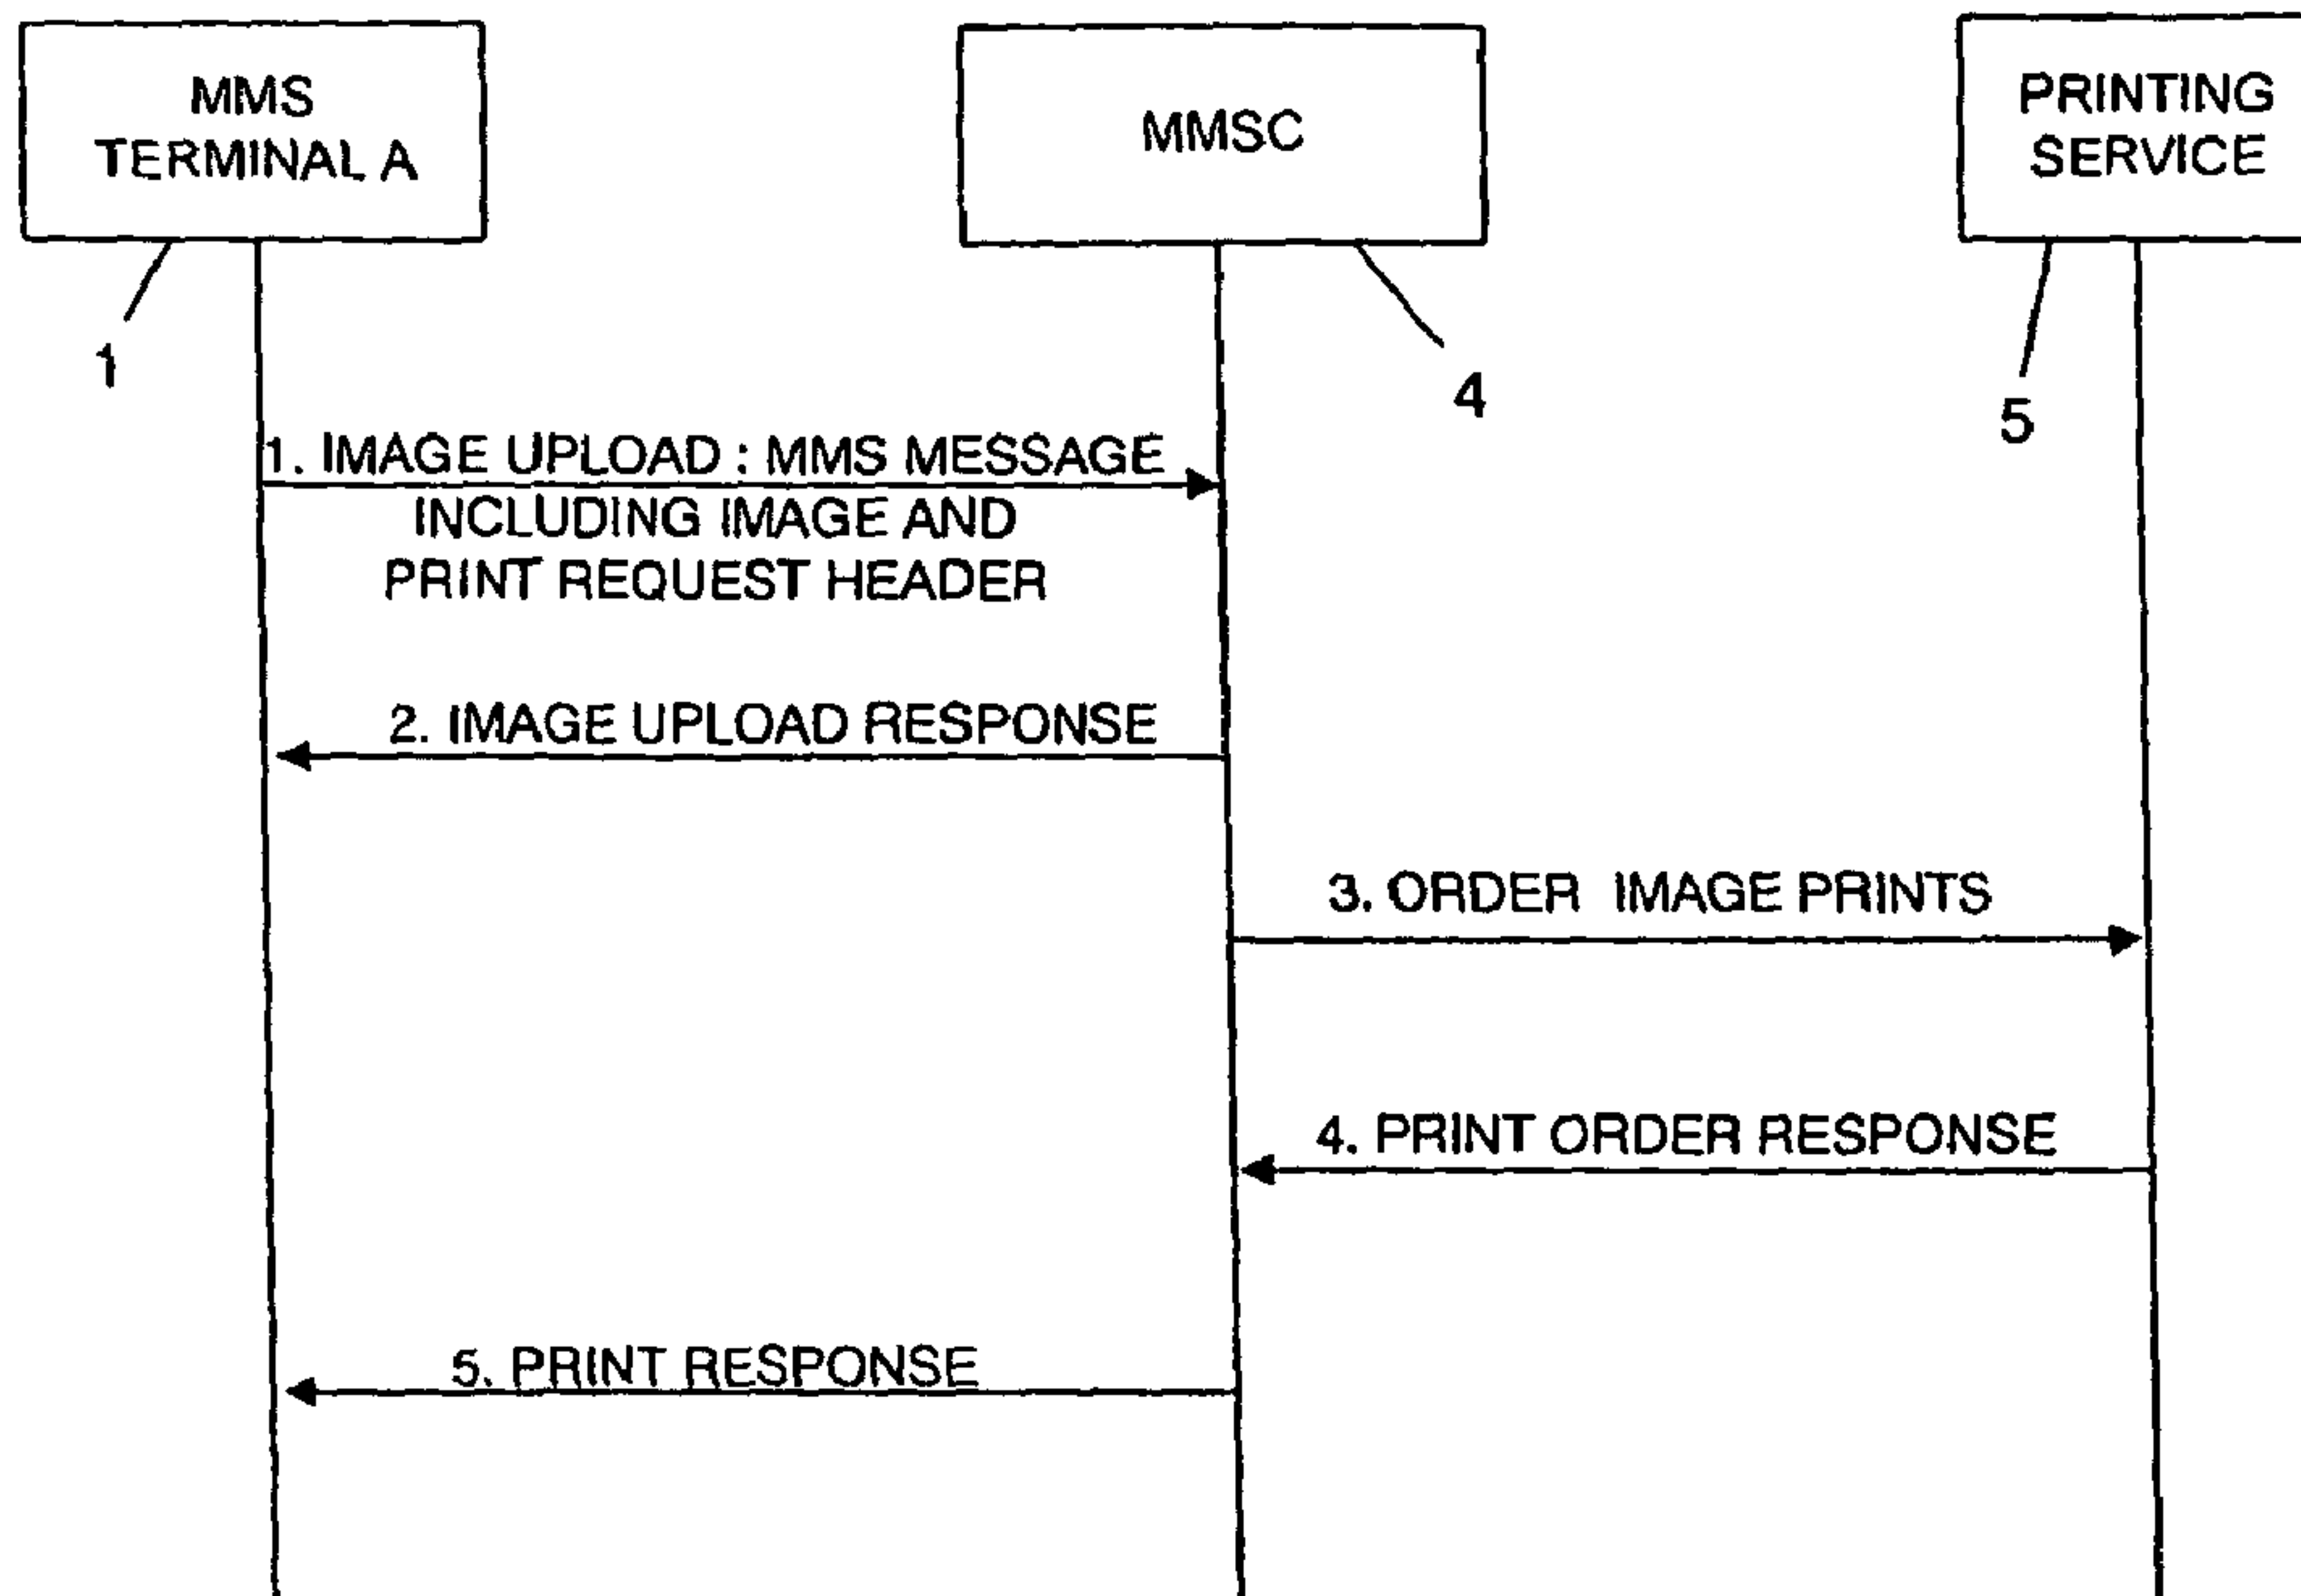 MMS
TERMINAL A
MMSC
PRINTING
SERVICE
1
4
5
1. IMAGE UPLOAD : MMS MESSAGE
INCLUDING IMAGE AND
PRINT REQUEST HEADER
2. IMAGE UPLOAD RESPONSE
3. ORDER IMAGE PRINTS
4. PRINT ORDER RESPONSE
5. PRINT RESPONSE